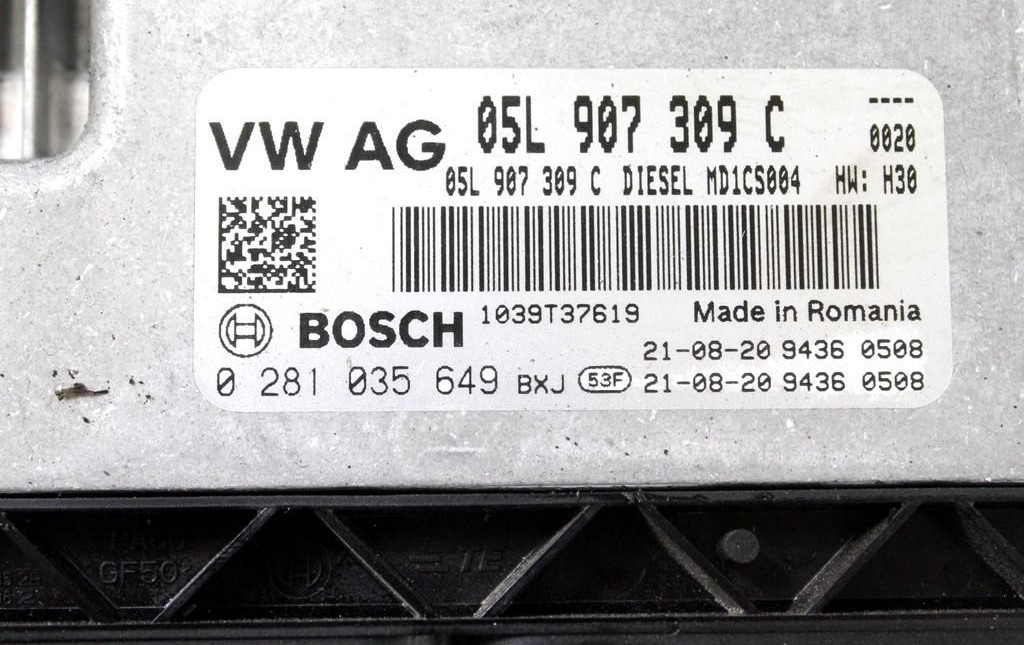 VW AG 05L 907 309 C ----
0020
05L 907 309 C DIESEL MD1CS004 HW: H30
BOSCH 1039T37619 Made in Romania
21-08-20 9436 0508
0 281 035 649 BXJ 53F 21-08-20 9436 0508
GF50